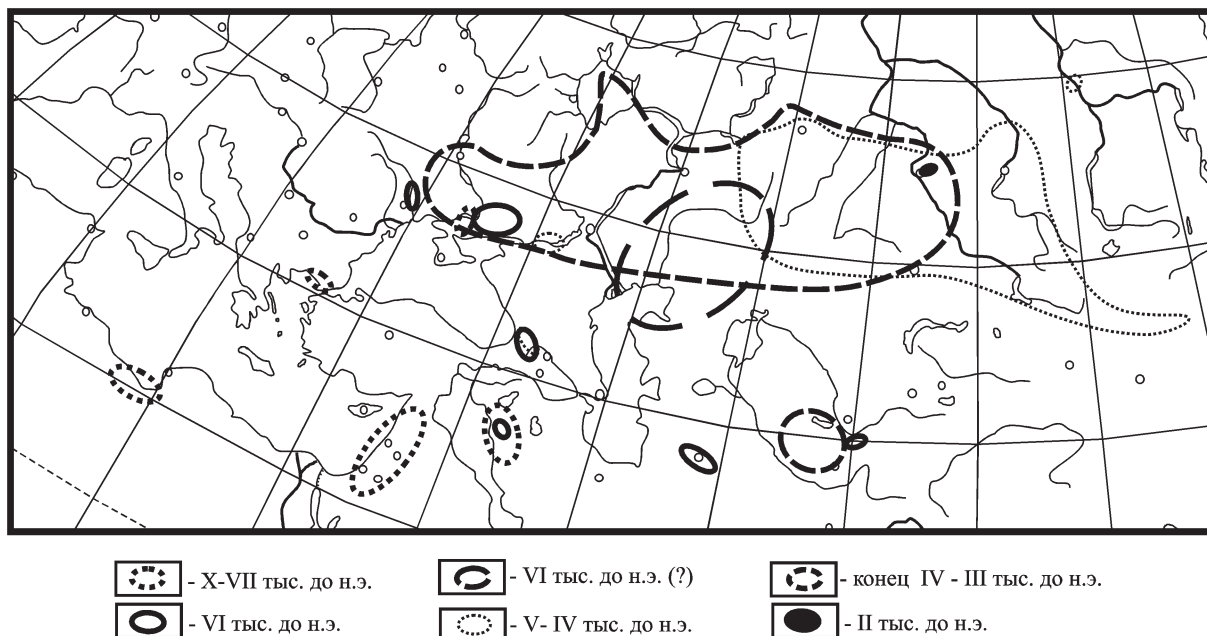 - X-VII тыс. до н.э.
- VI тыс. до н.э. (?)
- конец IV - III тыс. до н.э.
- VI тыс. до н.э.
- V- IV тыс. до н.э.
- II тыс. до н.э.